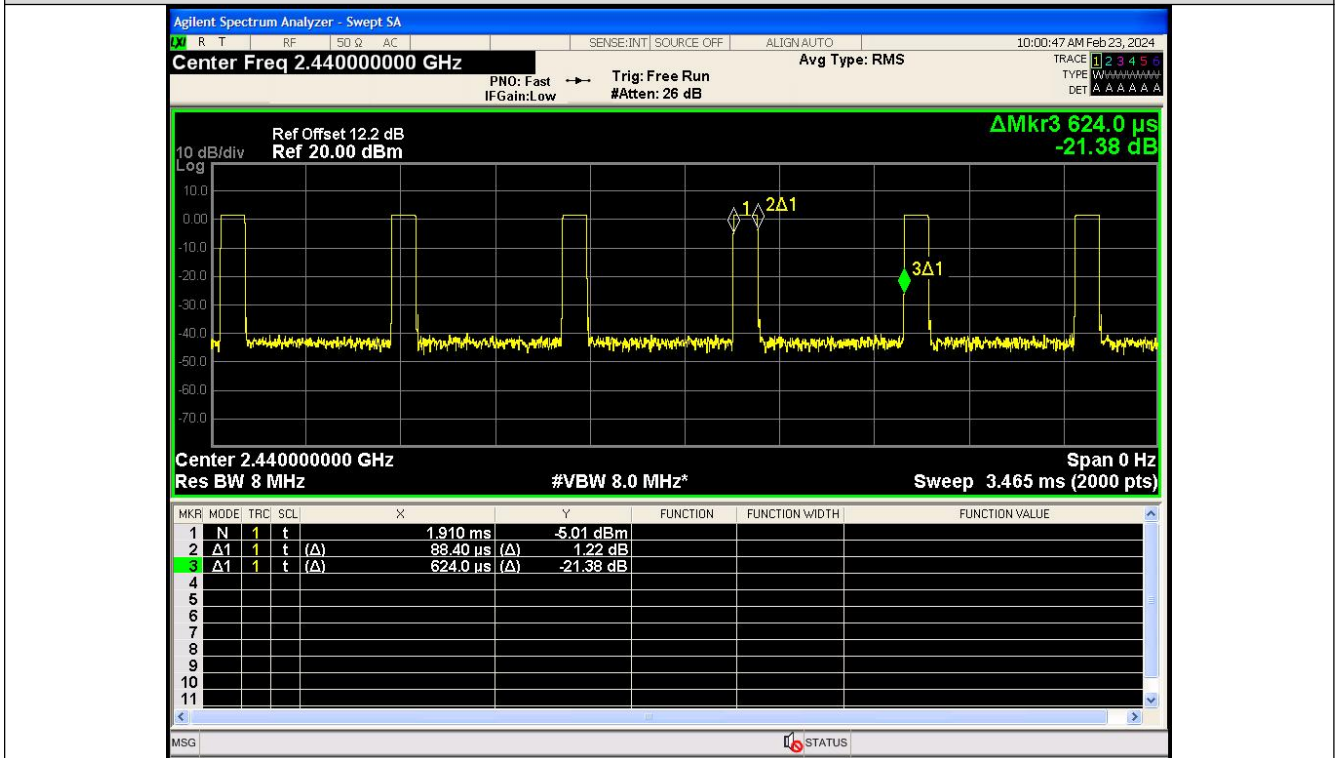 Agilent Spectrum Analyzer - Swept SA
LXI R T RF 50 Ω AC SENSE:INT SOURCE OFF ALIGN AUTO 10:00:47 AM Feb 23, 2024
Center Freq 2.440000000 GHz Avg Type: RMS TRACE 1 2 3 4 5 6
PNO: Fast Trig: Free Run TYPE
IFGain:Low #Atten: 26 dB DET A A A A A A
ΔMkr3 624.0 µs
Ref Offset 12.2 dB
10 dB/div Ref 20.00 dBm -21.38 dB
Log
10.0
1 2Δ1
0.00
-10.0
3Δ1
-20.0
-30.0
-40.0
-50.0
-60.0
-70.0
Center 2.440000000 GHz Span 0 Hz
Res BW 8 MHz #VBW 8.0 MHz* Sweep 3.465 ms (2000 pts)
MKR MODE TRC SCL X Y FUNCTION FUNCTION WIDTH FUNCTION VALUE
1 N 1 t 1.910 ms -5.01 dBm
2 Δ1 1 t (Δ) 88.40 µs (Δ) 1.22 dB
3 Δ1 1 t (Δ) 624.0 µs (Δ) -21.38 dB
4
5
6
7
8
9
10
11
MSG STATUS